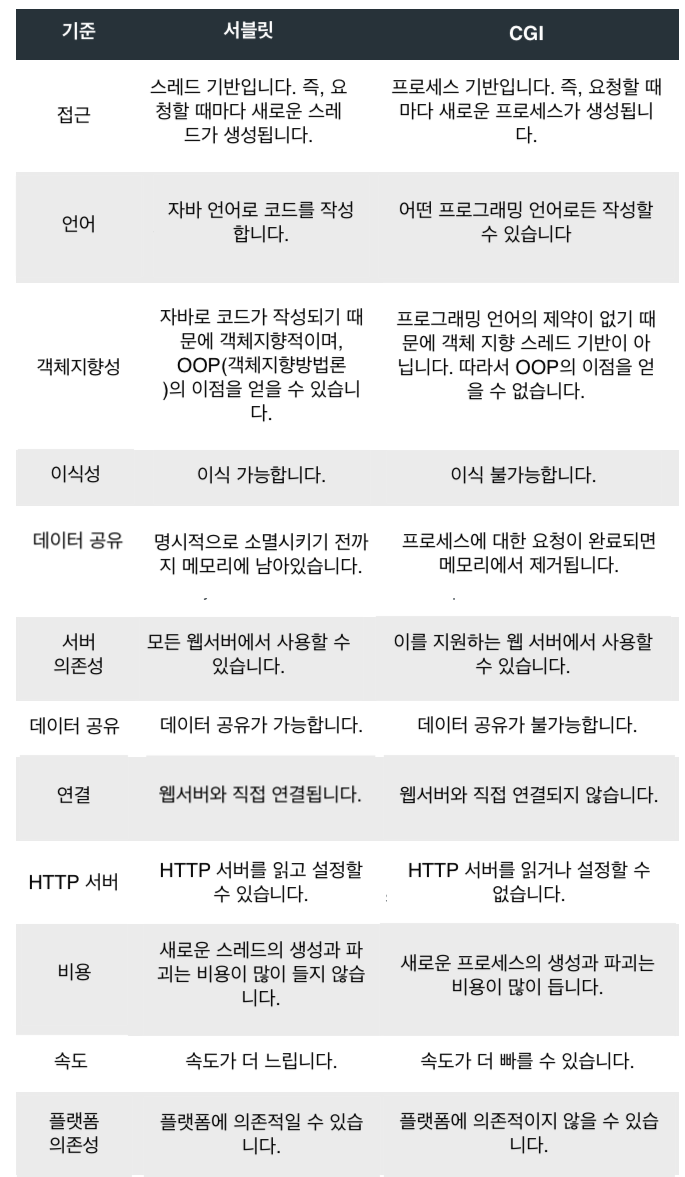 기준 서블릿 CGI
접근
스레드 기반입니다. 즉, 요
청할 때마다 새로운 스레
드가 생성됩니다.
프로세스 기반입니다. 즉, 요청할 때
마다 새로운 프로세스가 생성됩니
다.
언어
자바 언어로 코드를 작성
합니다.
어떤 프로그래밍 언어로든 작성할
수 있습니다
객체지향성
자바로 코드가 작성되기 때
문에 객체지향적이며,
OOP(객체지향방법론
)의 이점을 얻을 수 있습니
다.
프로그래밍 언어의 제약이 없기 때
문에 객체 지향 스레드 기반이 아
닙니다. 따라서 OOP의 이점을 얻
을 수 없습니다.
이식성
이식 가능합니다.
이식 불가능합니다.
데이터 공유
명시적으로 소멸시키기 전까
지 메모리에 남아있습니다.
프로세스에 대한 요청이 완료되면
메모리에서 제거됩니다.
서버
의존성
모든 웹서버에서 사용할 수
있습니다.
이를 지원하는 웹 서버에서 사용할
수 있습니다.
데이터 공유
데이터 공유가 가능합니다.
데이터 공유가 불가능합니다.
연결
웹서버와 직접 연결됩니다.
웹서버와 직접 연결되지 않습니다.
HTTP 서버
HTTP 서버를 읽고 설정할
수 있습니다.
HTTP 서버를 읽거나 설정할 수
없습니다.
비용
새로운 스레드의 생성과 파
괴는 비용이 많이 들지 않습
니다.
새로운 프로세스의 생성과 파괴는
비용이 많이 듭니다.
속도
속도가 더 느립니다.
속도가 더 빠를 수 있습니다.
플랫폼
의존성
플랫폼에 의존적일 수 있습
니다.
플랫폼에 의존적이지 않을 수 있습
니다.